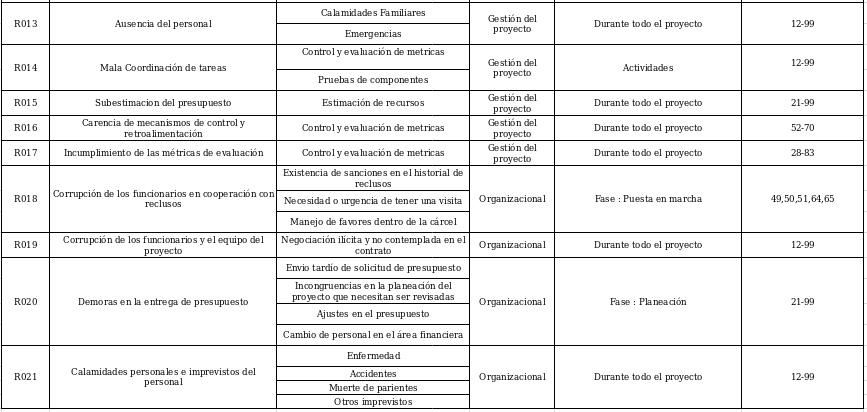 R013 Ausencia del personal Calamidades Familiares Gestión del proyecto Durante todo el proyecto 12-99
Emergencias
R014 Mala Coordinación de tareas Control y evaluación de metricas Gestión del proyecto Actividades 12-99
Pruebas de componentes
R015 Subestimacion del presupuesto Estimación de recursos Gestión del proyecto Durante todo el proyecto 21-99
R016 Carencia de mecanismos de control y retroalimentación Control y evaluación de metricas Gestión del proyecto Durante todo el proyecto 52-70
R017 Incumplimiento de las métricas de evaluación Control y evaluación de metricas Gestión del proyecto Durante todo el proyecto 28-83
R018 Corrupción de los funcionarios en cooperación con reclusos Existencia de sanciones en el historial de reclusos Organizacional Fase : Puesta en marcha 49,50,51,64,65
Necesidad o urgencia de tener una visita
Manejo de favores dentro de la cárcel
R019 Corrupción de los funcionarios y el equipo del proyecto Negociación ilícita y no contemplada en el contrato Organizacional Durante todo el proyecto 12-99
R020 Demoras en la entrega de presupuesto Envio tardío de solicitud de presupuesto Organizacional Fase : Planeación 21-99
Incongruencias en la planeación del proyecto que necesitan ser revisadas
Ajustes en el presupuesto
Cambio de personal en el área financiera
R021 Calamidades personales e imprevistos del personal Enfermedad Organizacional Durante todo el proyecto 12-99
Accidentes
Muerte de parientes
Otros imprevistos